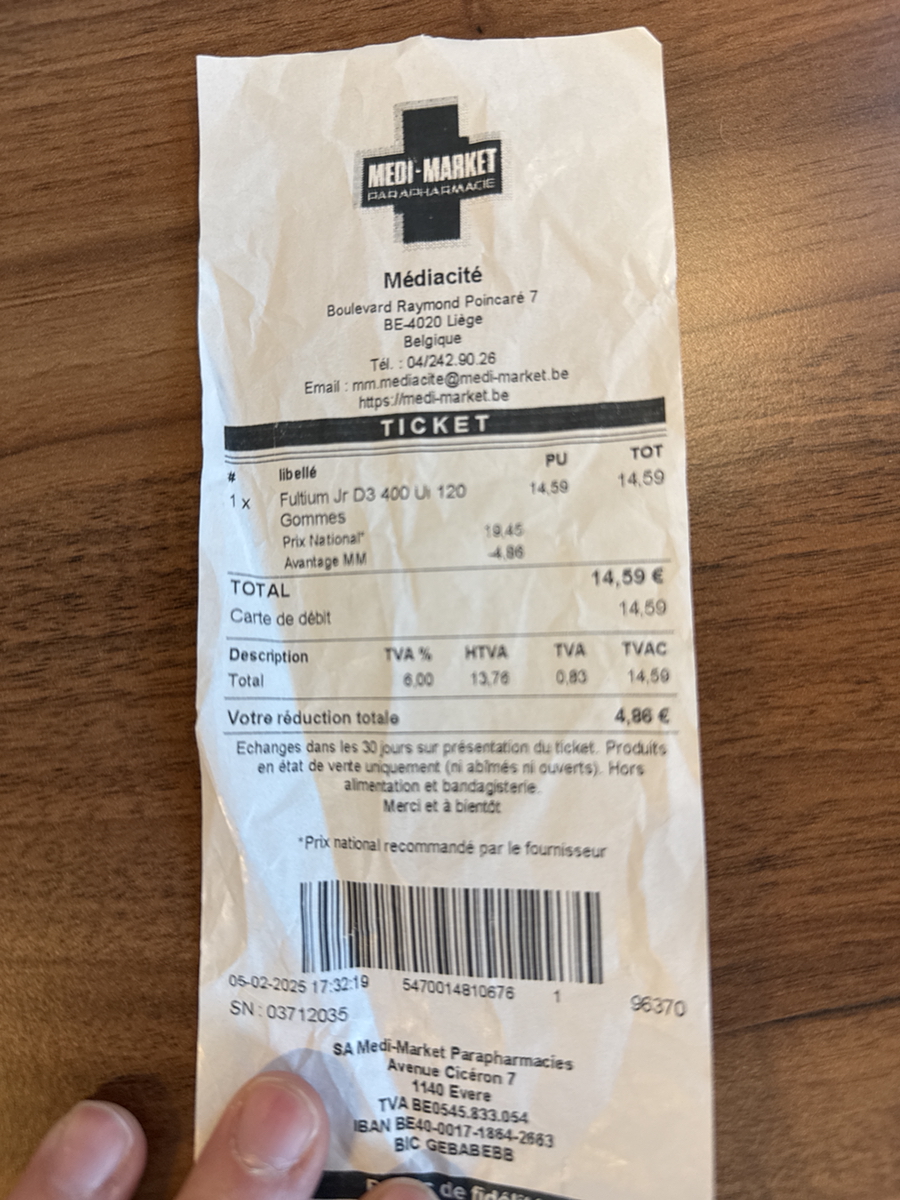 MEDI-MARKET
PARAPHARMACIE
Médiacité
Boulevard Raymond Poincaré 7
BE-4020 Liège
Belgique
Tél. : 04/242.90.26
Email : mm.mediacite@medi-market.be
https://medi-market.be
TICKET
# libellé PU TOT
1 x Fultium Jr D3 400 Ui 120 14,59 14,59
Gommes
Prix National* 19,45
Avantage MM -4,86
TOTAL 14,59 €
Carte de débit 14,59
Description TVA % HTVA TVA TVAC
Total 6,00 13,76 0,83 14,59
Votre réduction totale 4,86 €
Echanges dans les 30 jours sur présentation du ticket. Produits
en état de vente uniquement (ni abîmés ni ouverts). Hors
alimentation et bandagisterie.
Merci et à bientôt
*Prix national recommandé par le fournisseur
05-02-2025 17:32:19 5470014810676 1 96370
SN : 03712035
SA Medi-Market Parapharmacies
Avenue Cicéron 7
1140 Evere
TVA BE0545.833.054
IBAN BE40-0017-1864-2663
BIC GEBABEBB
de